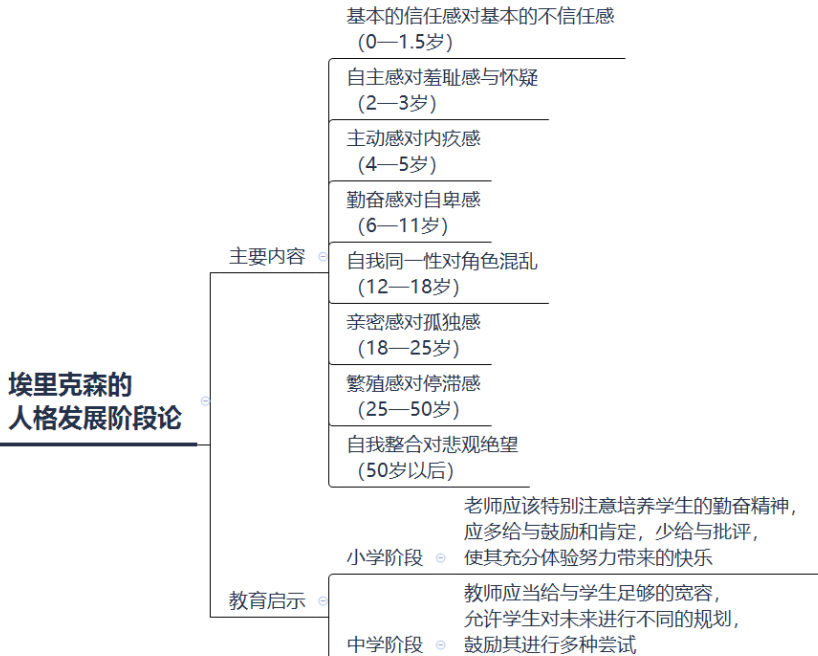 埃里克森的
人格发展阶段论
主要内容
基本的信任感对基本的不信任感
（0—1.5岁）
自主感对羞耻感与怀疑
（2—3岁）
主动感对内疚感
（4—5岁）
勤奋感对自卑感
（6—11岁）
自我同一性对角色混乱
（12—18岁）
亲密感对孤独感
（18—25岁）
繁殖感对停滞感
（25—50岁）
自我整合对悲观绝望
（50岁以后）
教育启示
小学阶段
老师应该特别注意培养学生的勤奋精神，
应多给与鼓励和肯定，少给与批评，
使其充分体验努力带来的快乐
中学阶段
教师应当给与学生足够的宽容，
允许学生对未来进行不同的规划，
鼓励其进行多种尝试